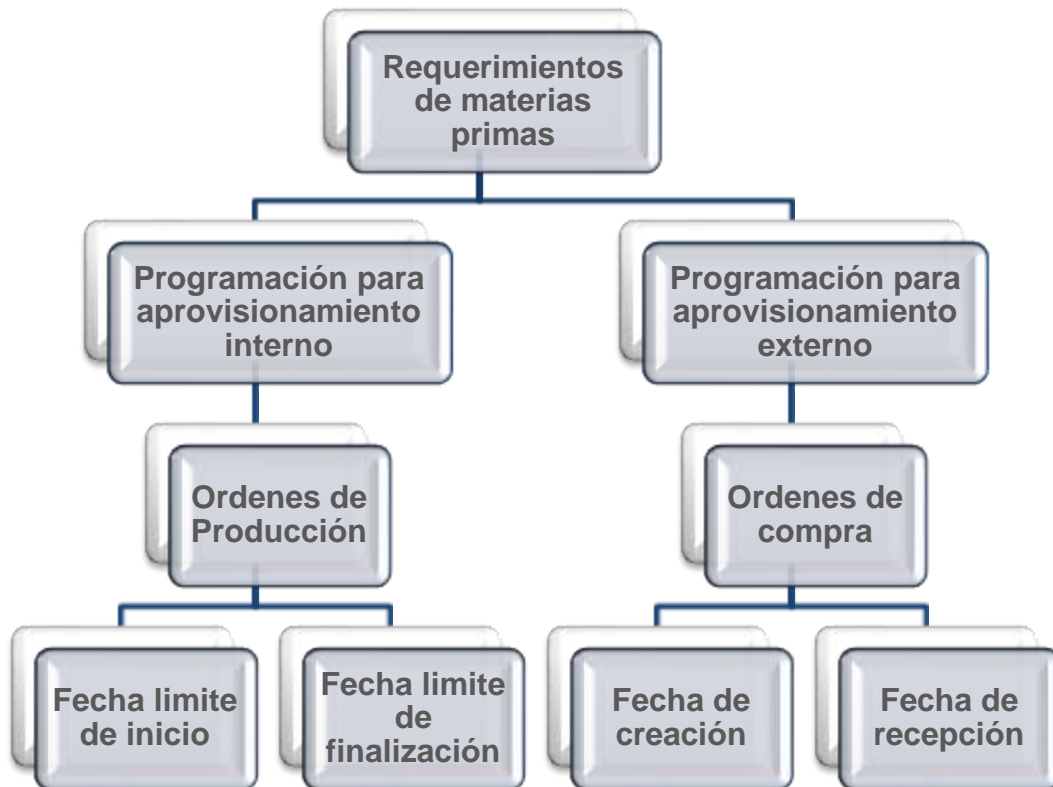 Requerimientos
de materias
primas
Programación para
aprovisionamiento
interno
Programación para
aprovisionamiento
externo
Ordenes de
Producción
Ordenes de
compra
Fecha limite
de inicio
Fecha limite
de
finalización
Fecha de
creación
Fecha de
recepción